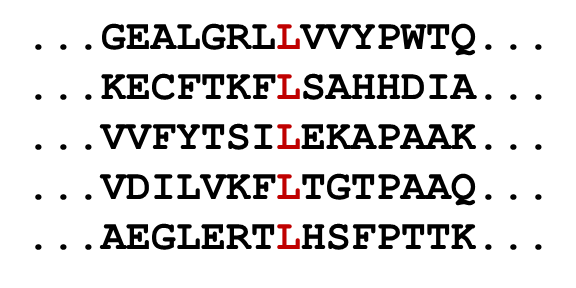 ...GEALGRLLVVYPWTQ...
...KECFTKFLSAHHDIA...
...VVFYTSILEKAPAAK...
...VDILVKFLTGTPAAQ...
...AEGLERTLHSFPTTK...